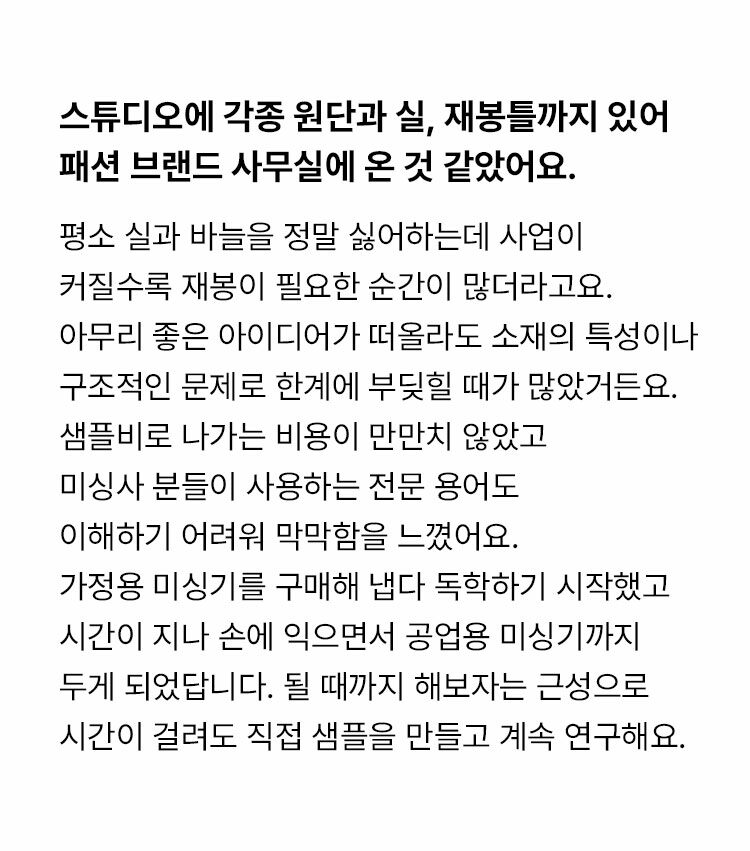 스튜디오에 각종 원단과 실, 재봉틀까지 있어
패션 브랜드 사무실에 온 것 같았어요.
평소 실과 바늘을 정말 싫어하는데 사업이
커질수록 재봉이 필요한 순간이 많더라고요.
아무리 좋은 아이디어가 떠올라도 소재의 특성이나
구조적인 문제로 한계에 부딪힐 때가 많았거든요.
샘플비로 나가는 비용이 만만치 않았고
미싱사 분들이 사용하는 전문 용어도
이해하기 어려워 막막함을 느꼈어요.
가정용 미싱기를 구매해 냅다 독학하기 시작했고
시간이 지나 손에 익으면서 공업용 미싱기까지
두게 되었답니다. 될 때까지 해보자는 근성으로
시간이 걸려도 직접 샘플을 만들고 계속 연구해요.